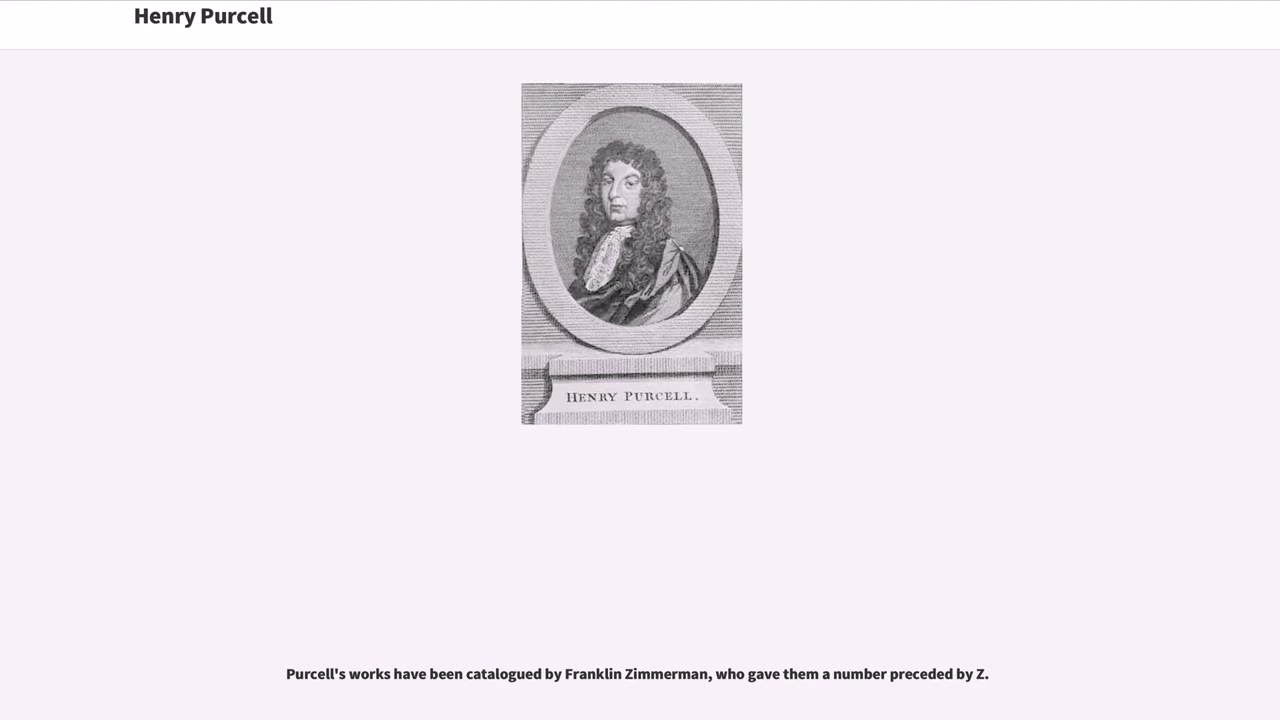 Henry Purcell
HENRY PURCELL.
Purcell's works have been catalogued by Franklin Zimmerman, who gave them a number preceded by Z.